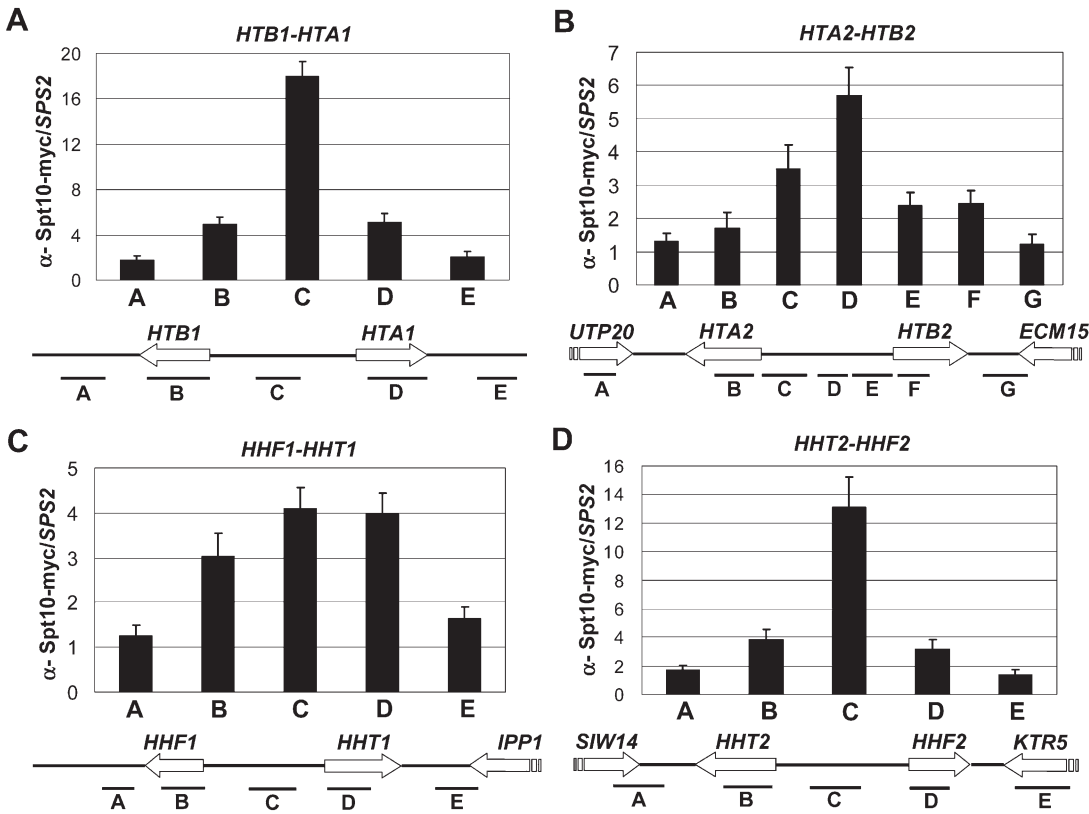 A
HTB1-HTA1
α- Spt10-myc/SPS2
20
16
12
8
4
0
A B C D E
HTB1 HTA1
A B C D E
B
HTA2-HTB2
α- Spt10-myc/SPS2
7
6
5
4
3
2
1
0
A B C D E F G
UTP20 HTA2 HTB2 ECM15
A B C D E F G
C
HHF1-HHT1
α- Spt10-myc/SPS2
5
4
3
2
1
0
A B C D E
HHF1 HHT1 IPP1
A B C D E
D
HHT2-HHF2
α- Spt10-myc/SPS2
16
14
12
10
8
6
4
2
0
A B C D E
SIW14 HHT2 HHF2 KTR5
A B C D E